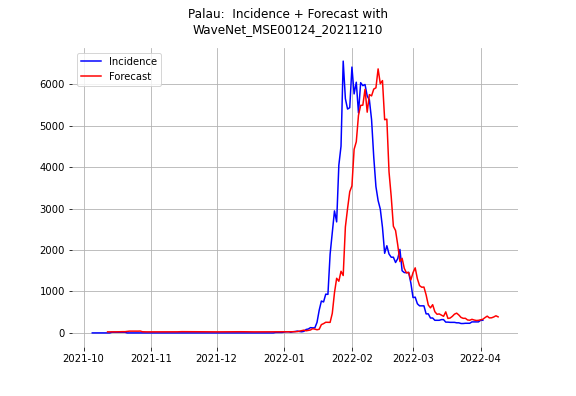 Palau:  Incidence + Forecast with
WaveNet_MSE00124_20211210
Incidence
Forecast
6000
5000
4000
3000
2000
1000
0
2021-10 2021-11 2021-12 2022-01 2022-02 2022-03 2022-04